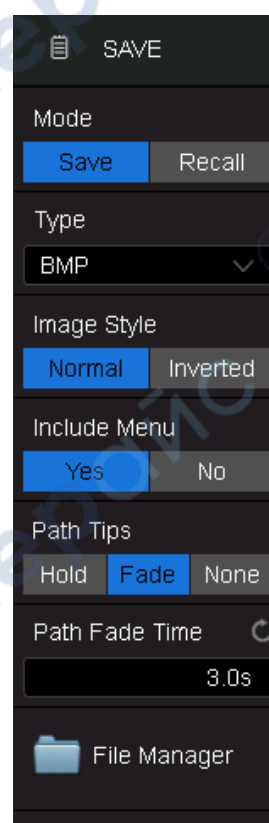 SAVE
Mode
Save Recall
Type
BMP
Image Style
Normal Inverted
Include Menu
Yes No
Path Tips
Hold Fade None
Path Fade Time
3.0s
File Manager